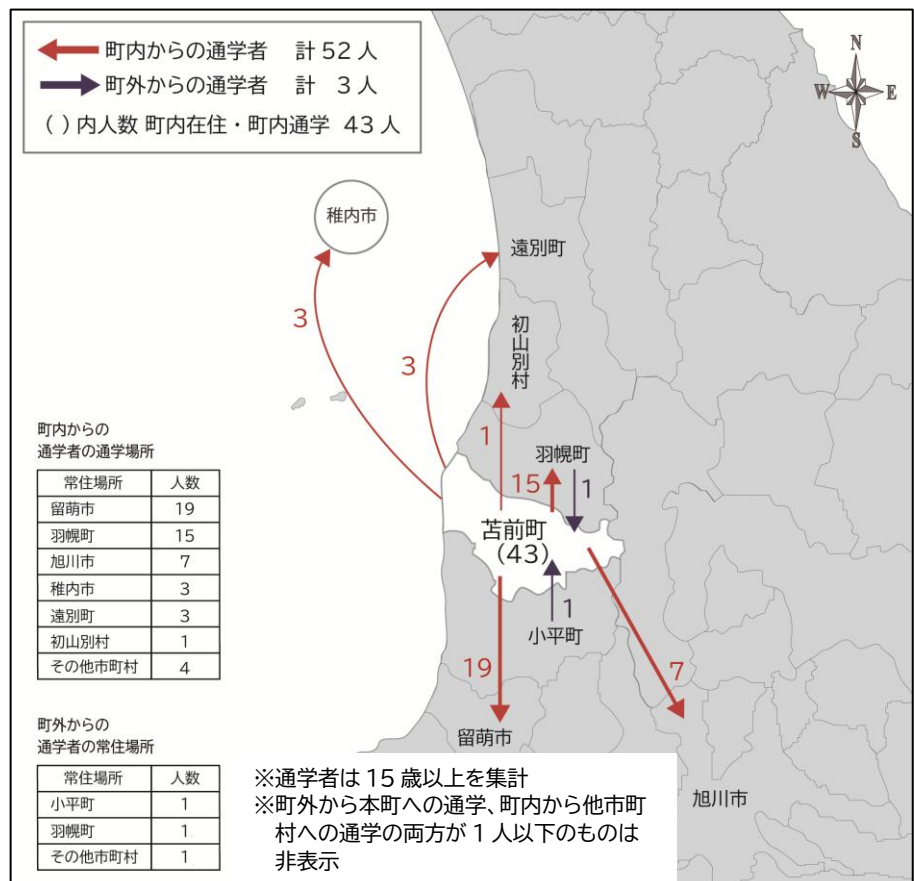 町内からの通学者 計 52 人
町外からの通学者 計 3 人
( ) 内人数 町内在住・町内通学 43 人
N
W
E
S
稚内市
遠別町
初山別村
3
3
1
羽幌町
15
1
苫前町
(43)
1
小平町
19
7
留萌市
旭川市
町内からの
通学者の通学場所
常住場所 人数
留萌市 19
羽幌町 15
旭川市 7
稚内市 3
遠別町 3
初山別村 1
その他市町村 4
町外からの
通学者の常住場所
常住場所 人数
小平町 1
羽幌町 1
その他市町村 1
※通学者は 15 歳以上を集計
※町外から本町への通学、町内から他市町
村への通学の両方が 1 人以下のものは
非表示